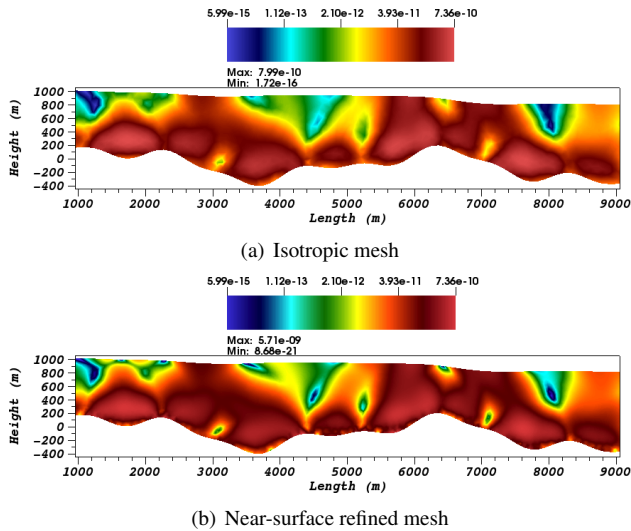 5.99e-15 1.12e-13 2.10e-12 3.93e-11 7.36e-10
Max: 7.99e-10
Min: 1.72e-16
1000
800
600
400
200
0
-200
-400
Height (m)
1000 2000 3000 4000 5000 6000 7000 8000 9000
Length (m)
(a) Isotropic mesh
5.99e-15 1.12e-13 2.10e-12 3.93e-11 7.36e-10
Max: 5.71e-09
Min: 8.68e-21
1000
800
600
400
200
0
-200
-400
Height (m)
1000 2000 3000 4000 5000 6000 7000 8000 9000
Length (m)
(b) Near-surface refined mesh